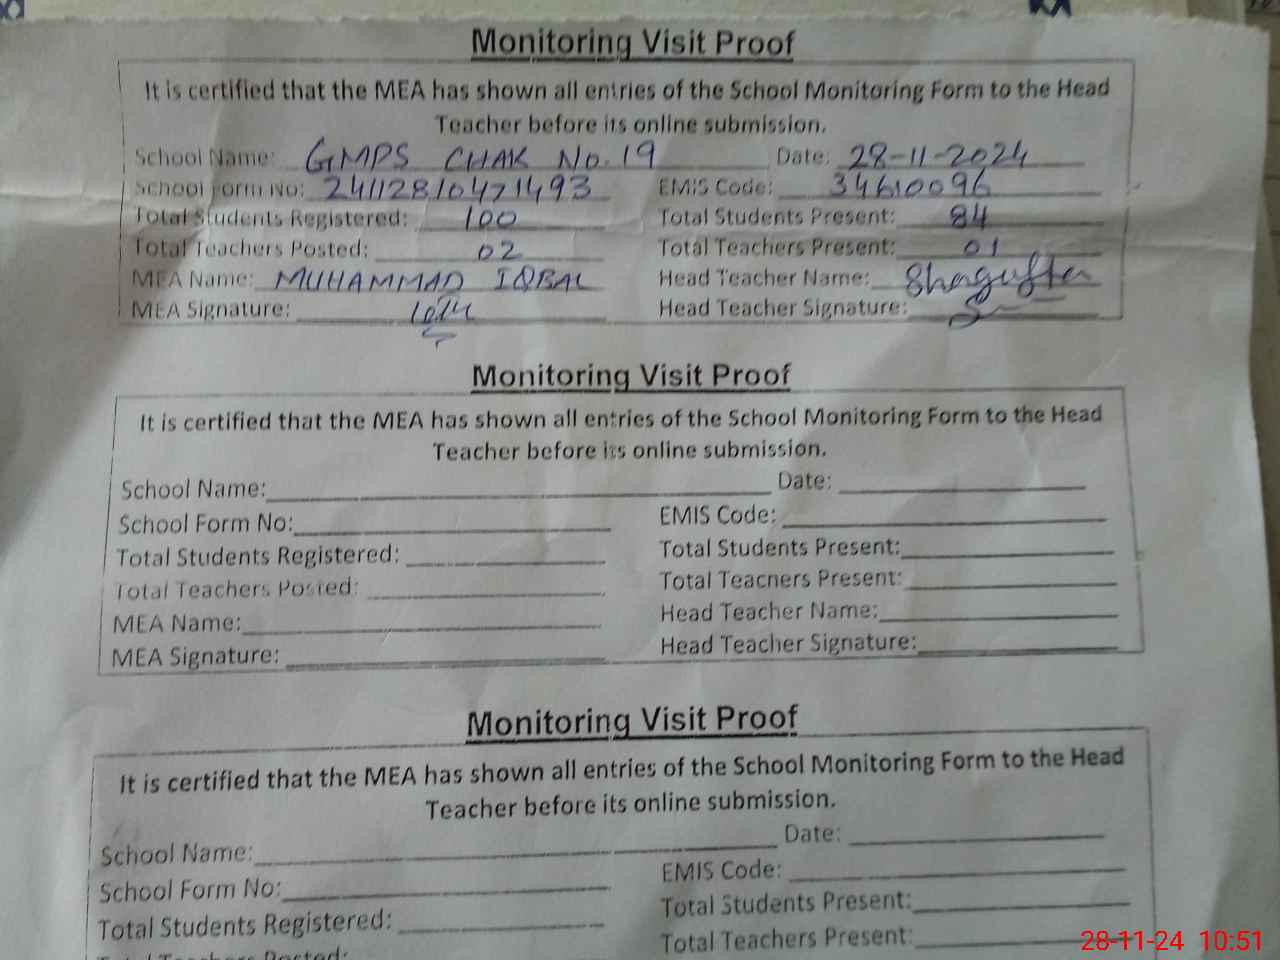 Monitoring Visit Proof
It is certified that the MEA has shown all entries of the School Monitoring Form to the Head
Teacher before its online submission.
School Name: GMPS CHAK No. 19 Date: 28-11-2024
School Form No: 24112810471493 EMIS Code: 34610096
Total Students Registered: 100 Total Students Present: 84
Total Teachers Posted: 02 Total Teachers Present: 01
MEA Name: MUHAMMAD IQBAL Head Teacher Name: Shagufta
MEA Signature: Head Teacher Signature:
Monitoring Visit Proof
It is certified that the MEA has shown all entries of the School Monitoring Form to the Head
Teacher before its online submission.
School Name: Date:
School Form No: EMIS Code:
Total Students Registered: Total Students Present:
Total Teachers Posted: Total Teachers Present:
MEA Name: Head Teacher Name:
MEA Signature: Head Teacher Signature:
Monitoring Visit Proof
It is certified that the MEA has shown all entries of the School Monitoring Form to the Head
Teacher before its online submission.
School Name: Date:
School Form No: EMIS Code:
Total Students Registered: Total Students Present:
Total Teachers Posted: Total Teachers Present:
28-11-24 10:51